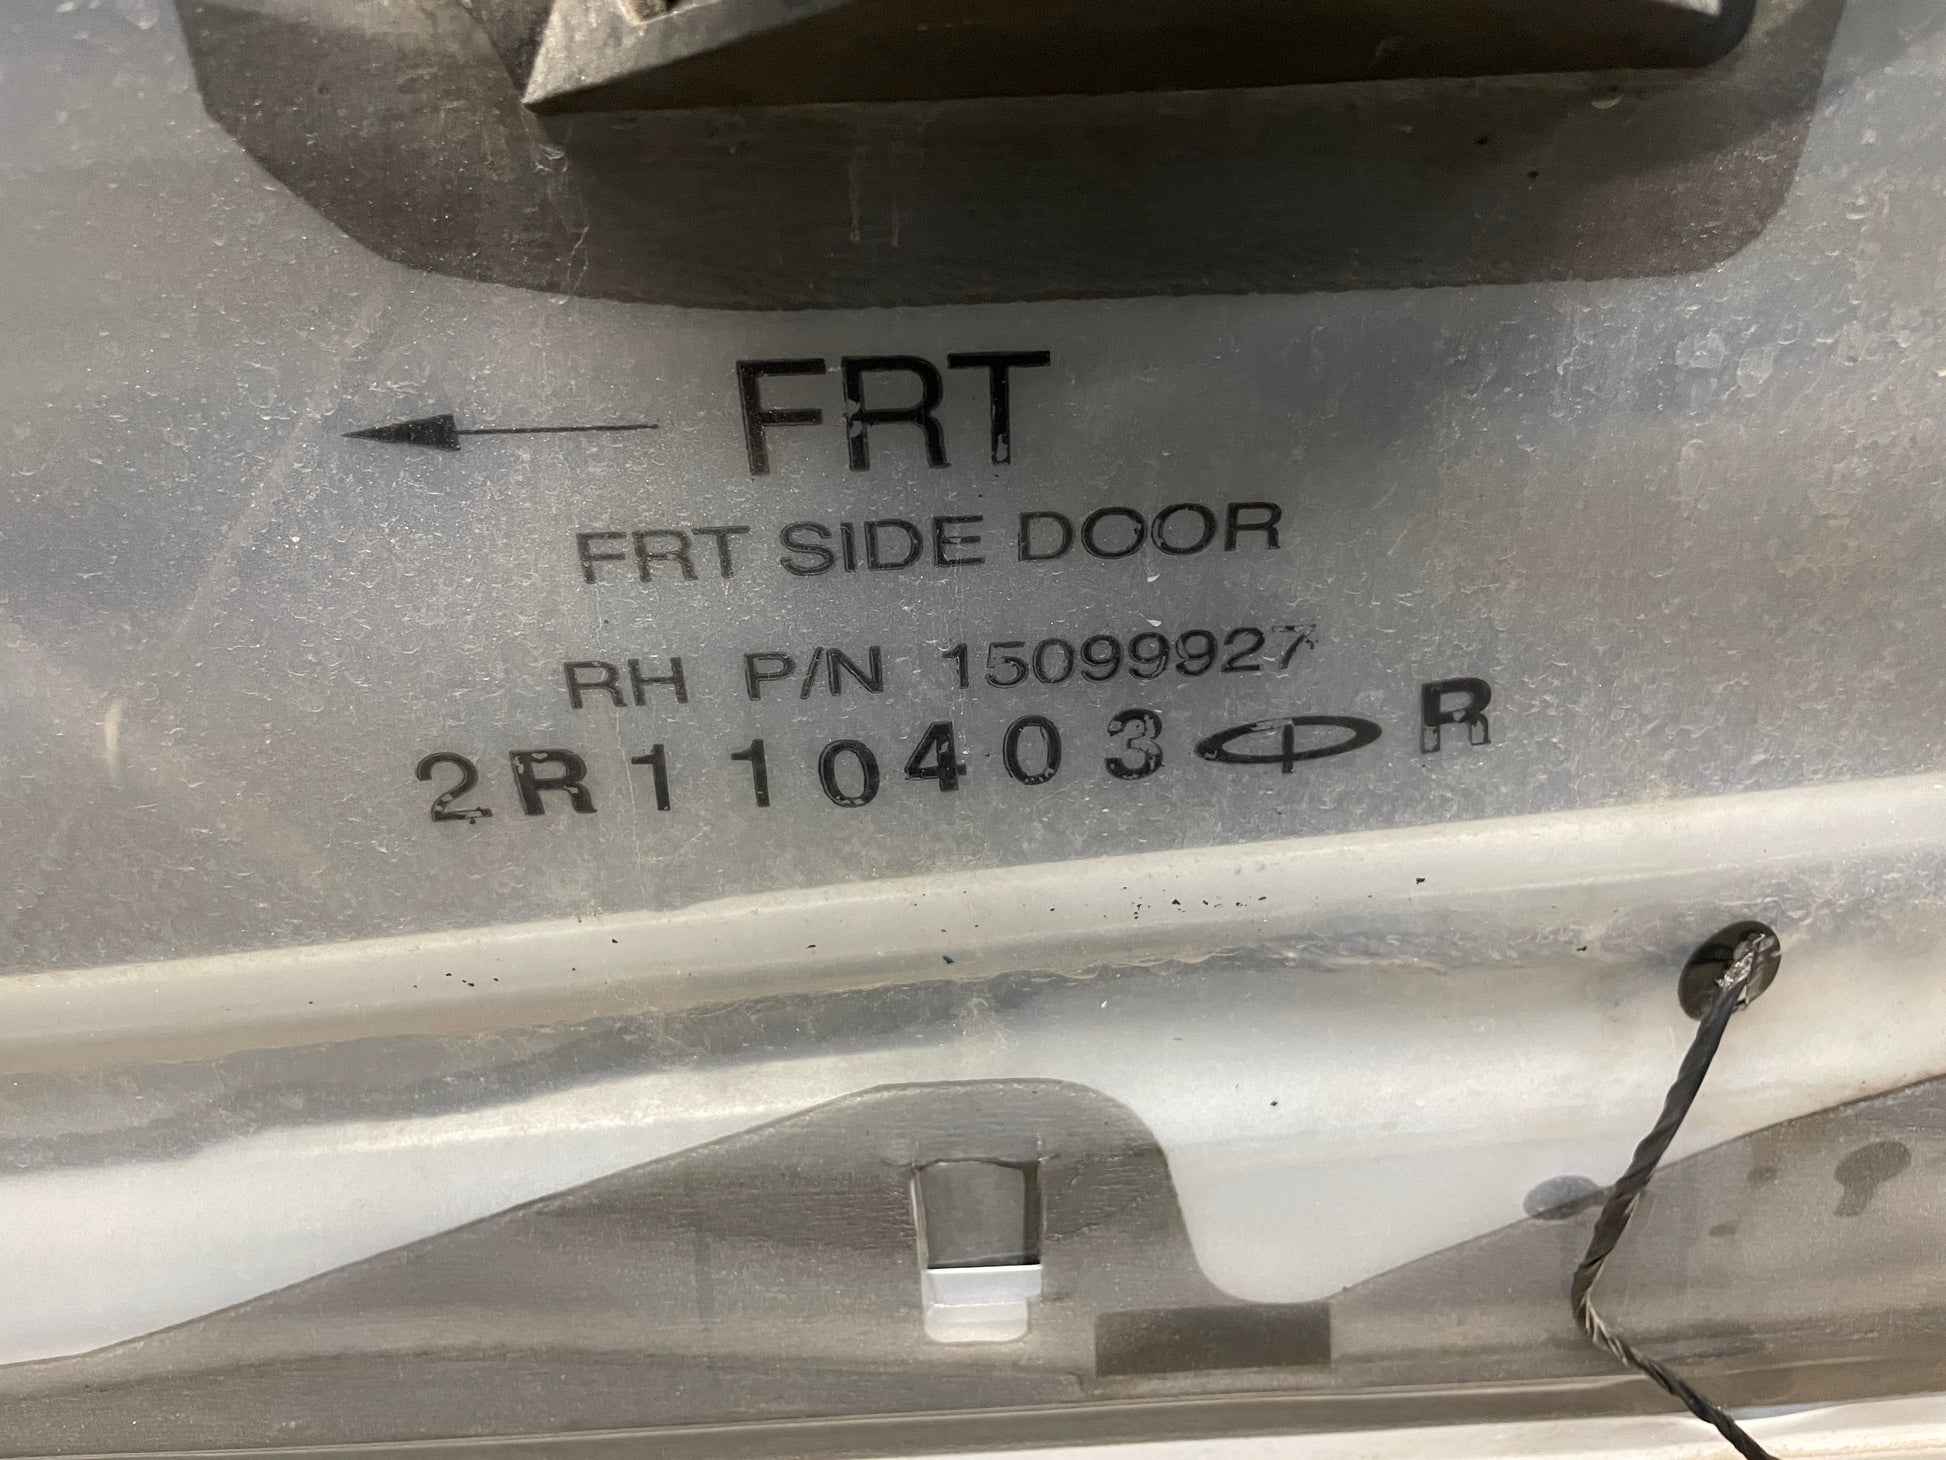 FRT
FRT SIDE DOOR
RH P/N 15099927
2R110403 R